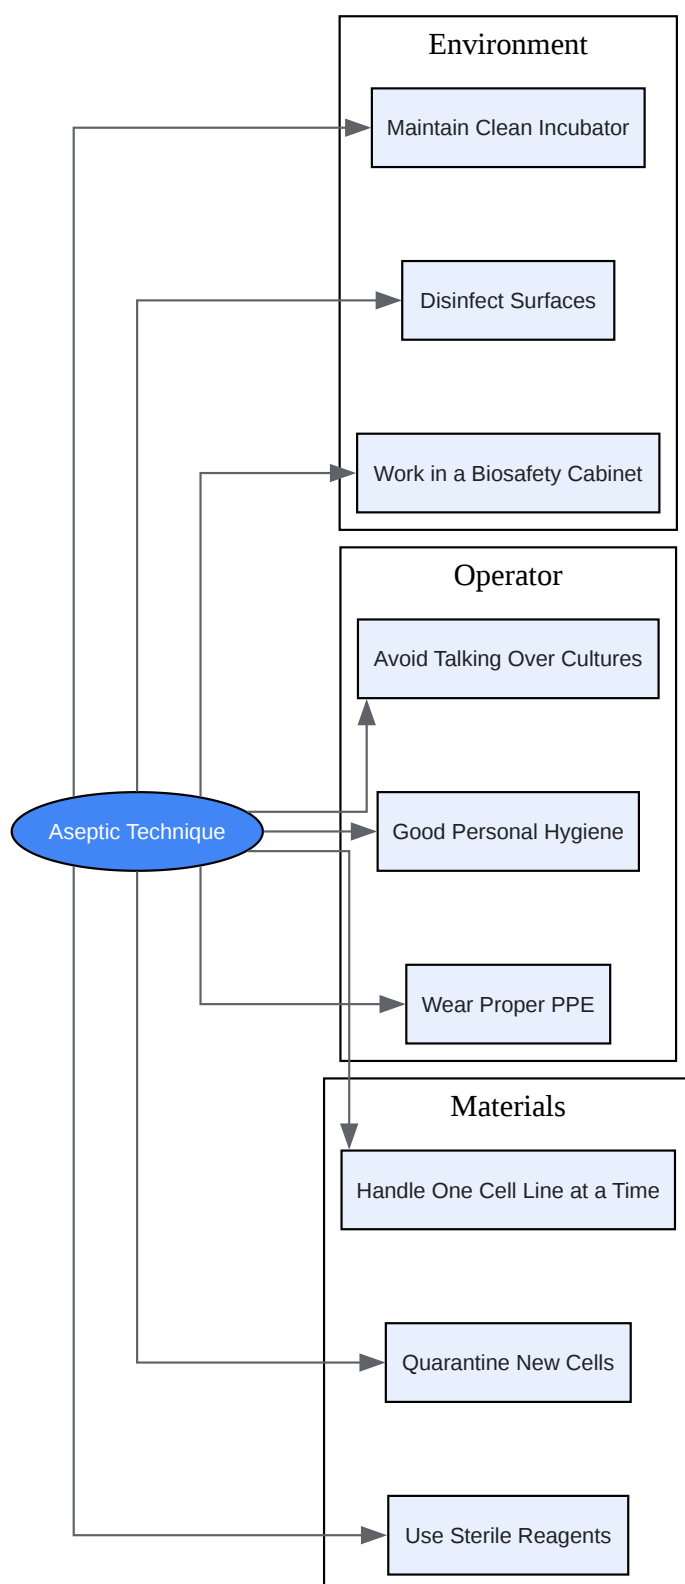 Environment
Maintain Clean Incubator
Disinfect Surfaces
Work in a Biosafety Cabinet
Operator
Avoid Talking Over Cultures
Aseptic Technique
Good Personal Hygiene
Wear Proper PPE
Materials
Handle One Cell Line at a Time
Quarantine New Cells
Use Sterile Reagents